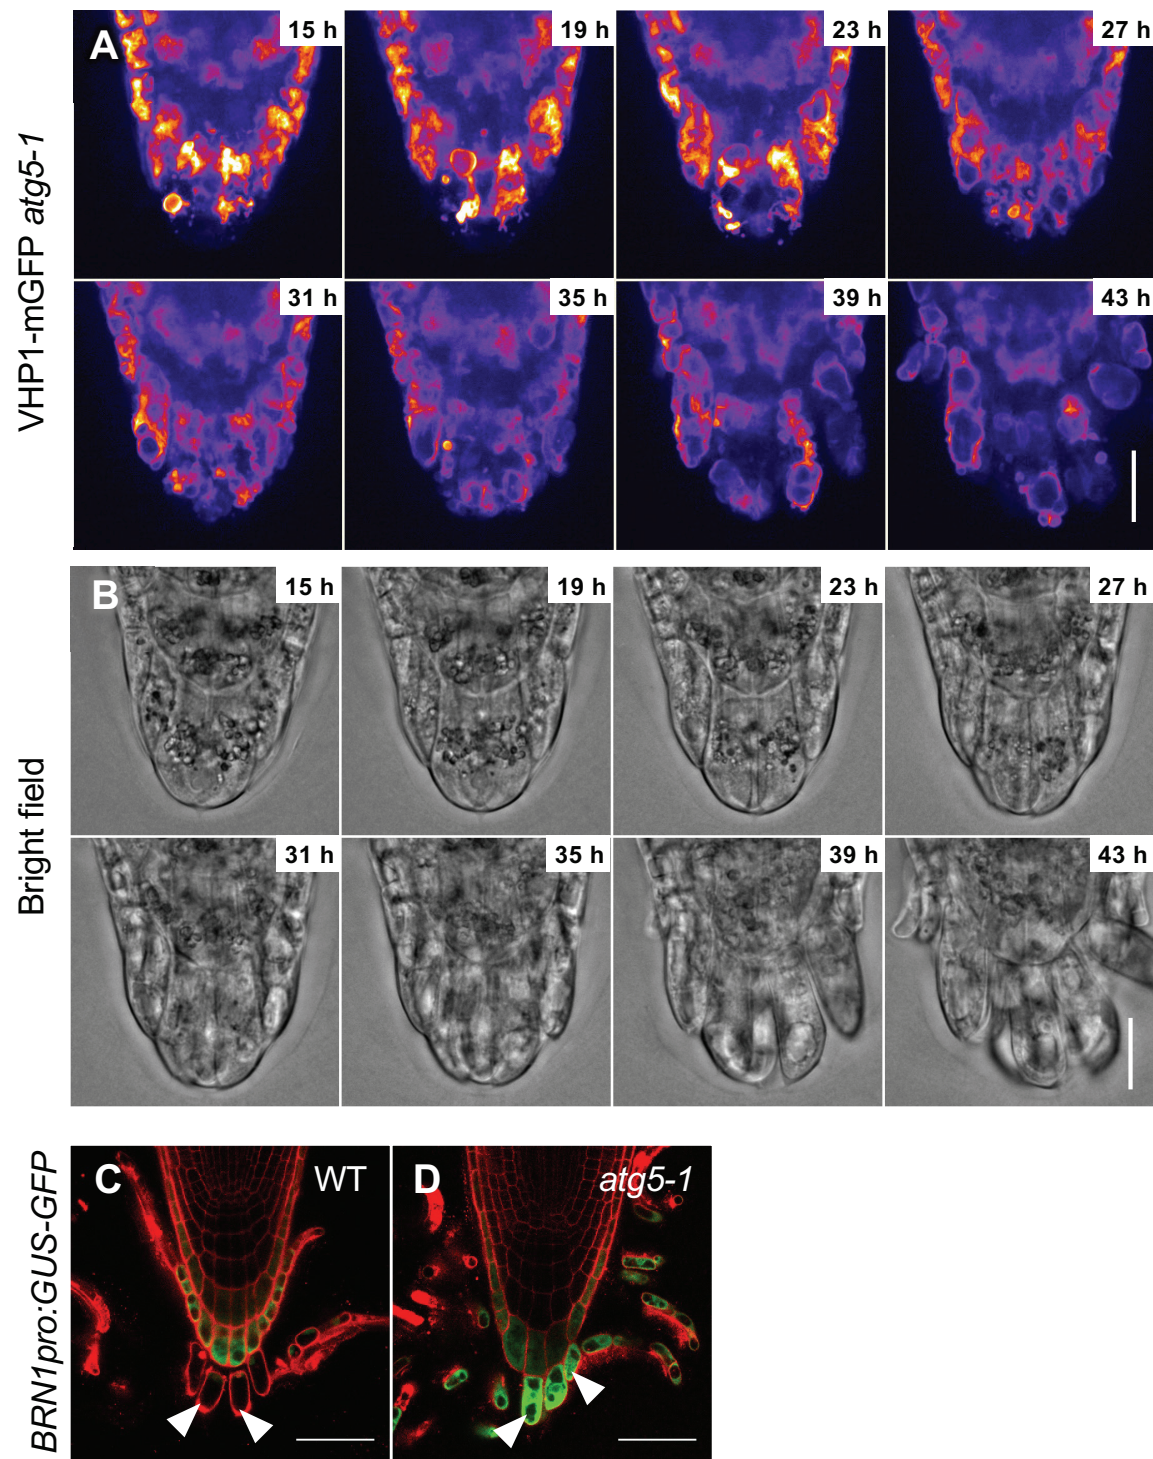 VHP1-mGFP atg5-1
A
15 h
19 h
23 h
27 h
31 h
35 h
39 h
43 h
Bright field
B
15 h
19 h
23 h
27 h
31 h
35 h
39 h
43 h
BRN1pro:GUS-GFP
C
WT
D
atg5-1